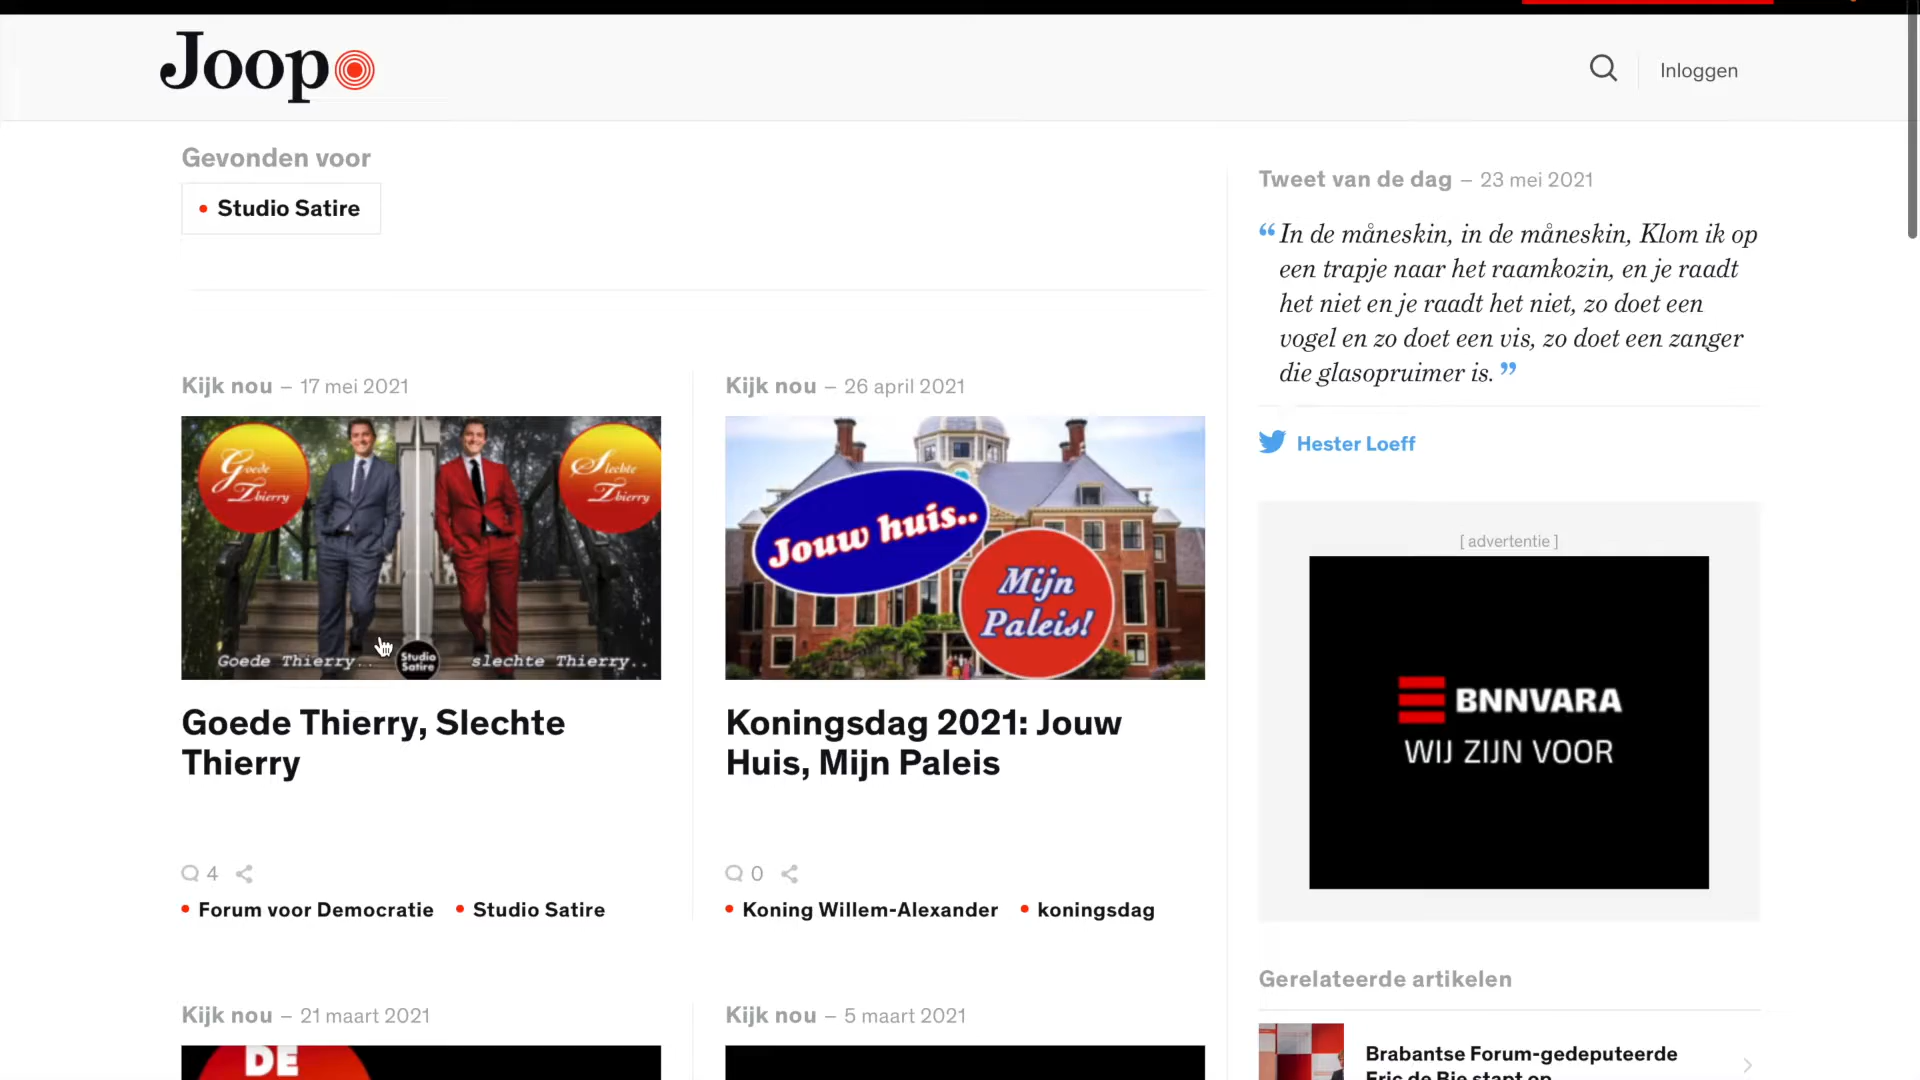 Joop
Inloggen
Gevonden voor
Studio Satire
Tweet van de dag – 23 mei 2021
“In de måneskin, in de måneskin, Klom ik op
een trapje naar het raamkozin, en je raadt
het niet en je raadt het niet, zo doet een
vogel en zo doet een vis, zo doet een zanger
die glasopruimer is.”
Hester Loeff
Kijk nou – 17 mei 2021
Goede
Thierry
Slechte
Thierry
Goede Thierry..
Studio
Satire
slechte Thierry..
Goede Thierry, Slechte
Thierry
4
Forum voor Democratie
Studio Satire
Kijk nou – 26 april 2021
Jouw huis..
Mijn
Paleis!
Koningsdag 2021: Jouw
Huis, Mijn Paleis
0
Koning Willem-Alexander
koningsdag
[ advertentie ]
BNNVARA
WIJ ZIJN VOOR
Kijk nou – 21 maart 2021
DE
Kijk nou – 5 maart 2021
Gerelateerde artikelen
Brabantse Forum-gedeputeerde
Eric de Bie stapt op